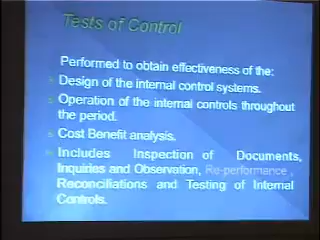 Tests of Control
Performed to obtain effectiveness of the:
Design of the internal control systems.
Operation of the internal controls throughout
the period.
Cost Benefit analysis.
Includes Inspection of Documents,
Inquiries and Observation, Re-performance ,
Reconciliations and Testing of Internal
Controls.